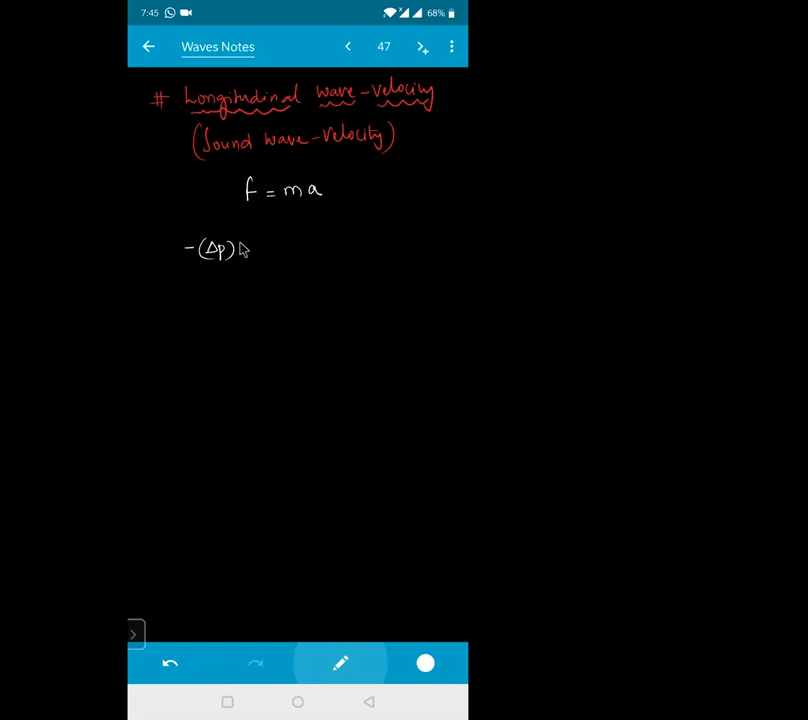 7:45 68%
Waves Notes 47
# Longitudinal wave-velocity
(Sound wave-velocity)
f = ma
-(Δp)